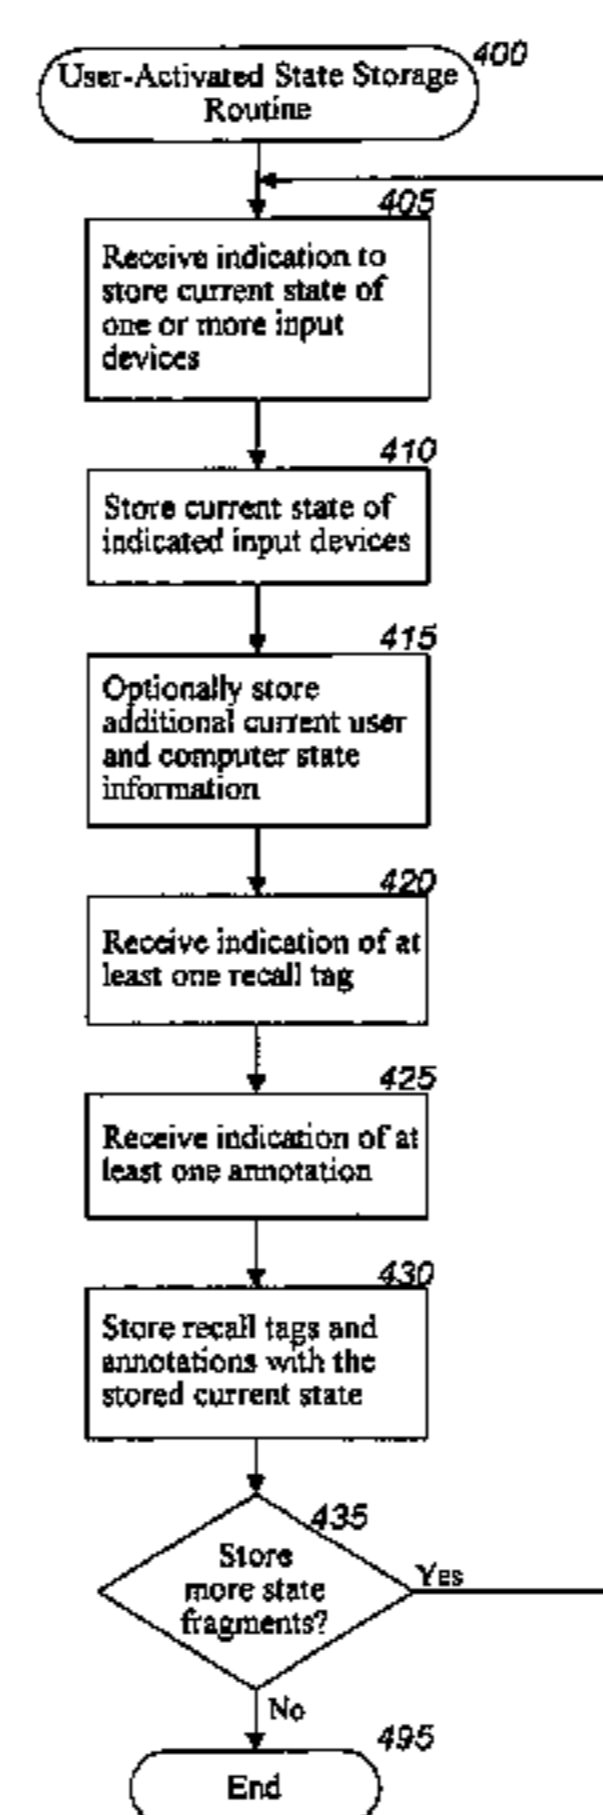 400
User-Activated State Storage
Routine
405
Receive indication to
store current state of
one or more input
devices
410
Store current state of
indicated input devices
415
Optionally store
additional current user
and computer state
information
420
Receive indication of at
least one recall tag
425
Receive indication of at
least one annotation
430
Store recall tags and
annotations with the
stored current state
435
Store
more state
fragments?
Yes
No
495
End